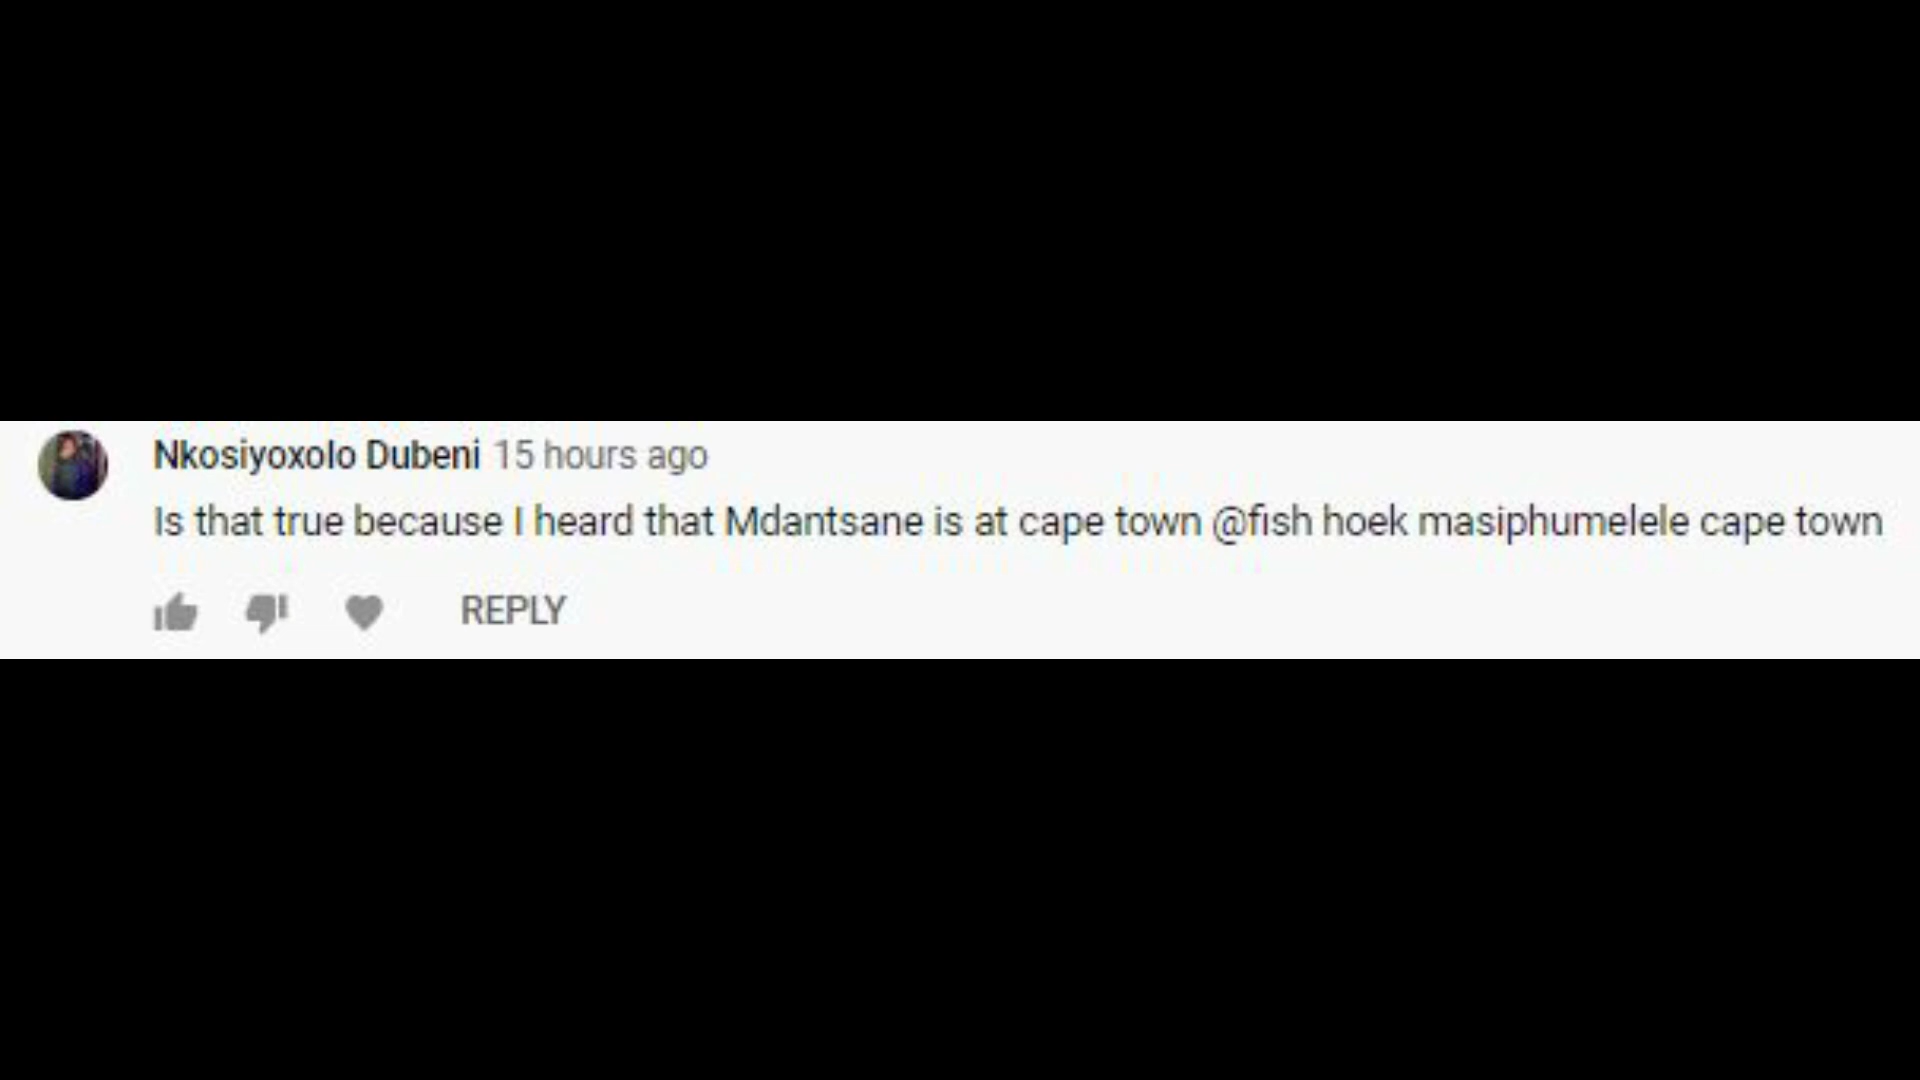 Nkosiyoxolo Dubeni 15 hours ago
Is that true because I heard that Mdantsane is at cape town @fish hoek masiphumelele cape town
REPLY